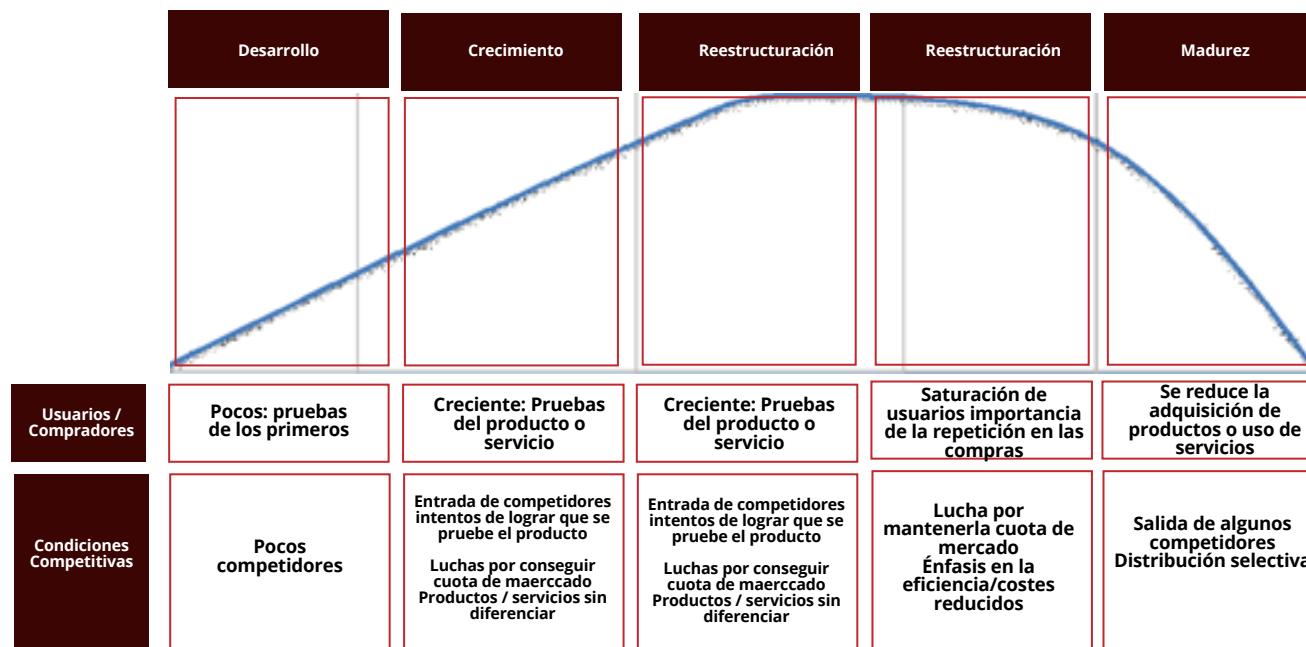 Desarrollo
Crecimiento
Reestructuración
Reestructuración
Madurez
Usuarios /
Compradores
Pocos: pruebas
de los primeros
Creciente: Pruebas
del producto o
servicio
Creciente: Pruebas
del producto o
servicio
Saturación de
usuarios importancia
de la repetición en las
compras
Se reduce la
adquisición de
productos o uso de
servicios
Condiciones
Competitivas
Pocos
competidores
Entrada de competidores
intentos de lograr que se
pruebe el producto
Luchas por conseguir
cuota de maerccado
Productos / servicios sin
diferenciar
Entrada de competidores
intentos de lograr que se
pruebe el producto
Luchas por conseguir
cuota de maerccado
Productos / servicios sin
diferenciar
Lucha por
mantenerla cuota de
mercado
Énfasis en la
eficiencia/costes
reducidos
Salida de algunos
competidores
Distribución selectiva